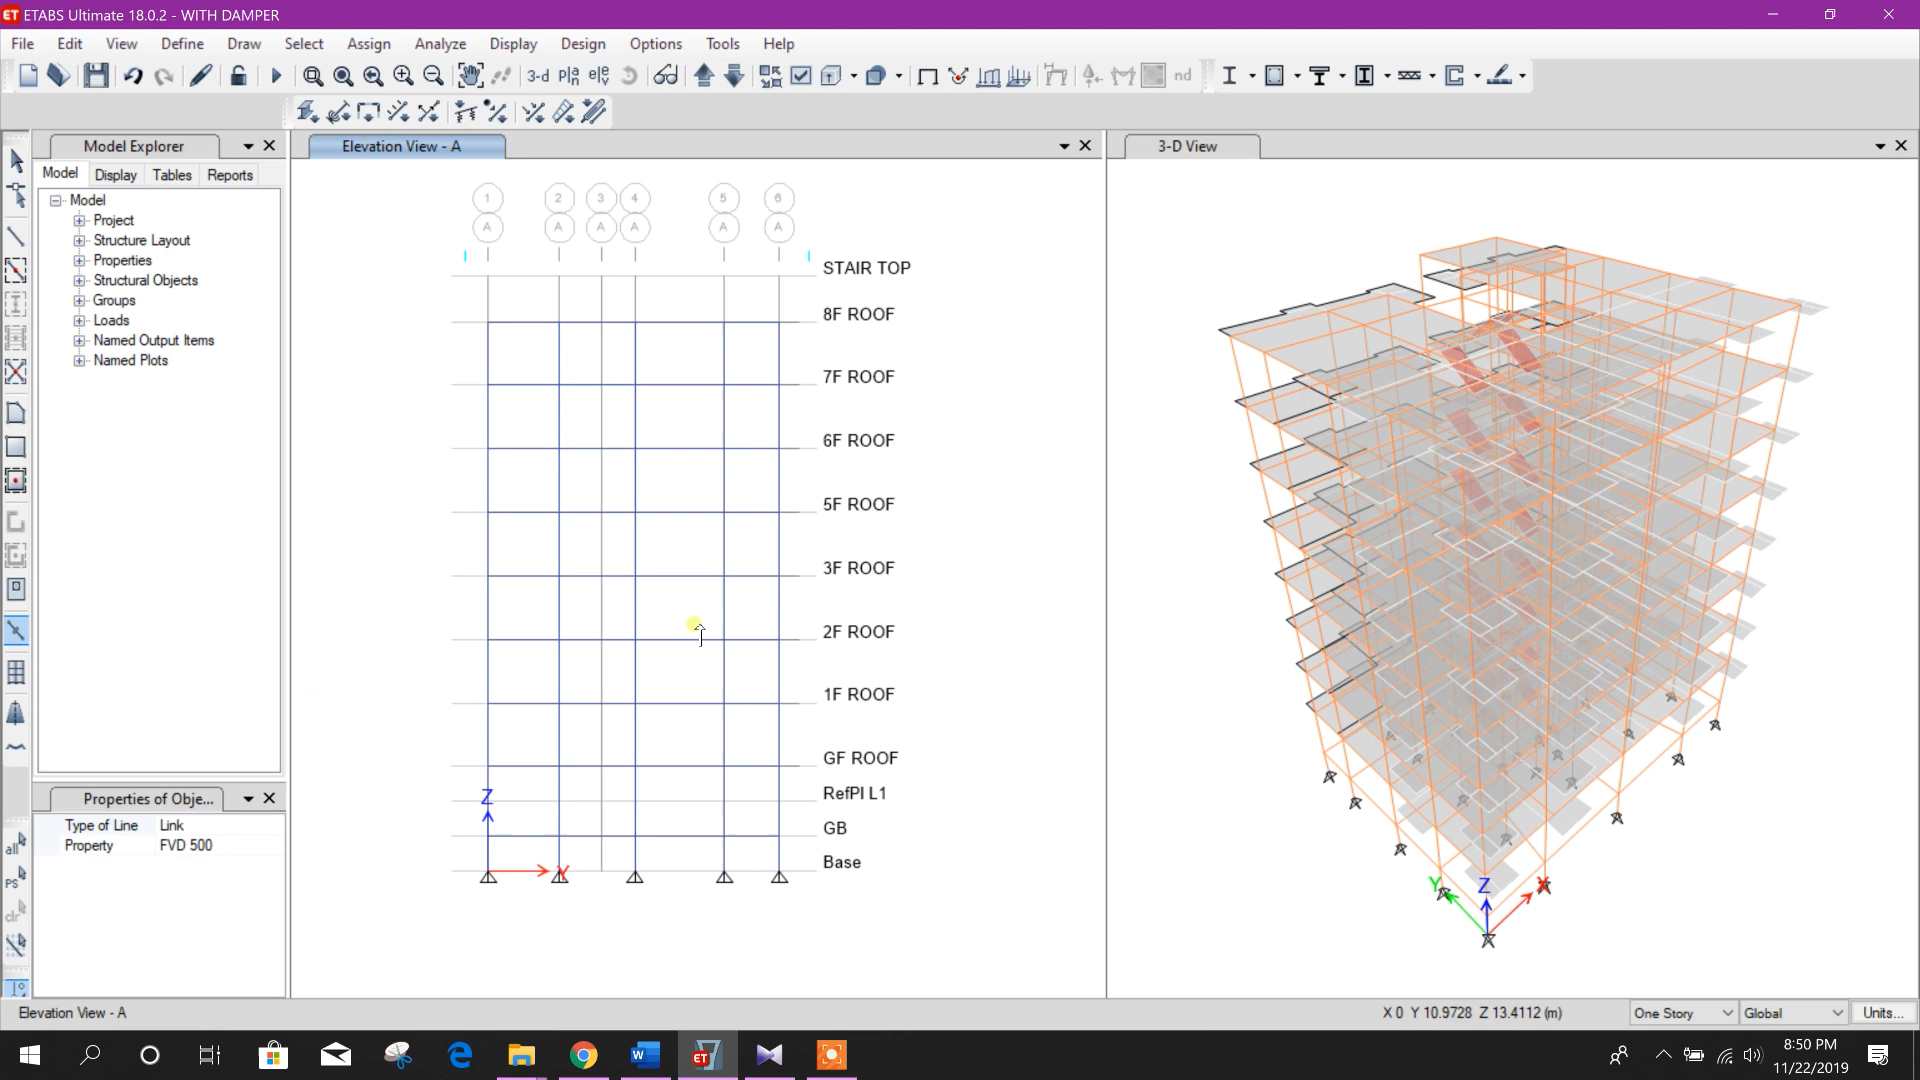 ETABS Ultimate 18.0.2 - WITH DAMPER
File Edit View Define Draw Select Assign Analyze Display Design Options Tools Help
3-d
nd
Model Explorer
Model Display Tables Reports
Model
Project
Structure Layout
Properties
Structural Objects
Groups
Loads
Named Output Items
Named Plots
Properties of Obje...
Type of Line Link
Property FVD 500
all
PS
clr
Elevation View - A
1 2 3 4 5 6
A A A A A A
STAIR TOP
8F ROOF
7F ROOF
6F ROOF
5F ROOF
3F ROOF
2F ROOF
1F ROOF
GF ROOF
RefPl L1
GB
Base
Z
Y
3-D View
Y Z X
Elevation View - A
X 0 Y 10.9728 Z 13.4112 (m)
One Story
Global
Units...
8:50 PM
11/22/2019